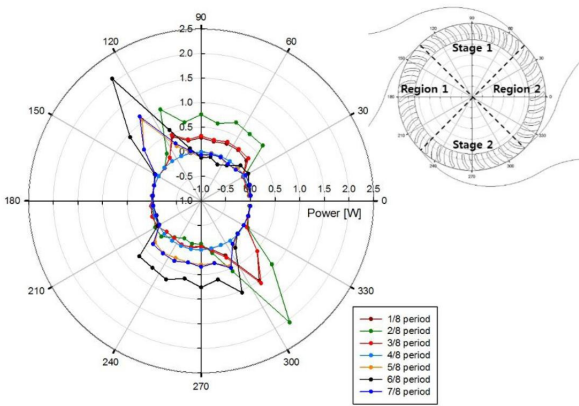 90
2.5
120
60
2.0
1.5
1.0
150
30
0.5
0.0
-0.5
180
-1.0
-1.0 -0.5 0.0 0.5 1.0 1.5 2.0 2.5
0
Power [W]
210
330
240
300
270
Stage 1
Region 1
Region 2
Stage 2
1/8 period
2/8 period
3/8 period
4/8 period
5/8 period
6/8 period
7/8 period